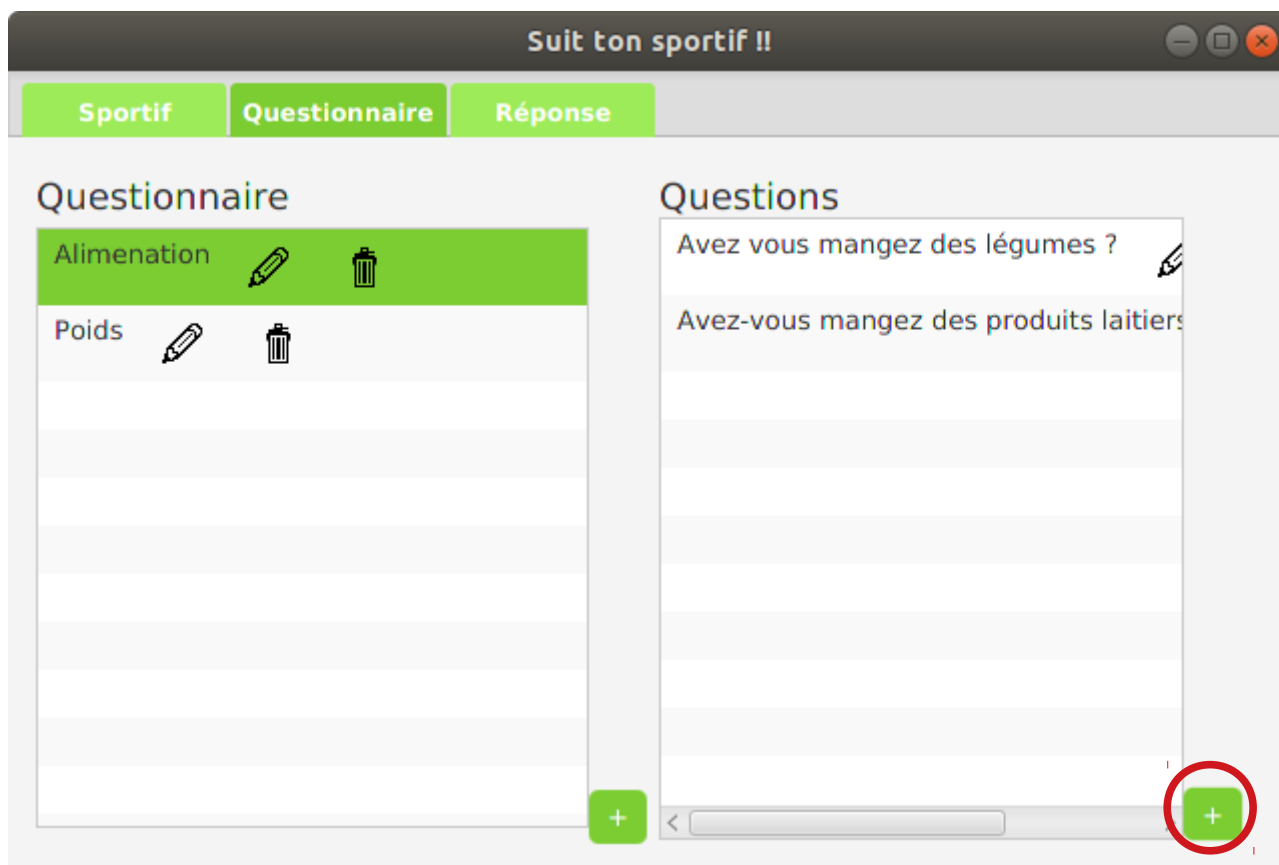 Suit ton sportif !!
Sportif
Questionnaire
Réponse
Questionnaire
Alimenation
Poids
+
Questions
Avez vous mangez des légumes ?
Avez-vous mangez des produits laitiers
+